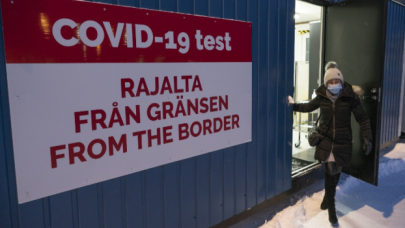 COVID-19 test
RAJALTA
FRÅN GRÄNSEN
FROM THE BORDER